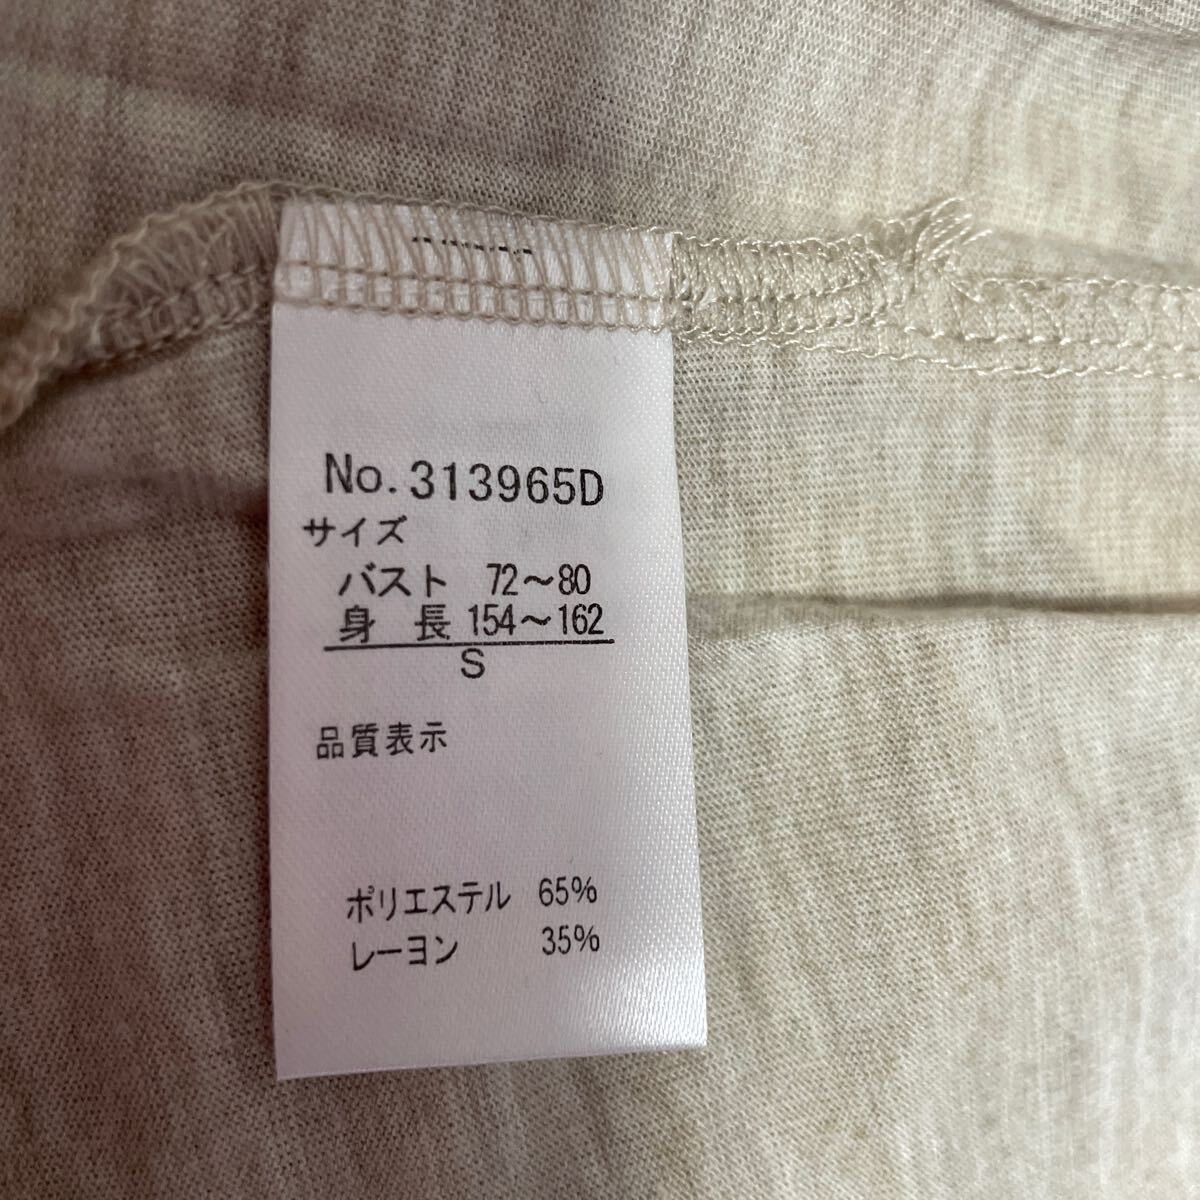 No.313965D
サイズ
バスト 72～80
身 長 154～162
S
品質表示
ポリエステル 65%
レーヨン 35%